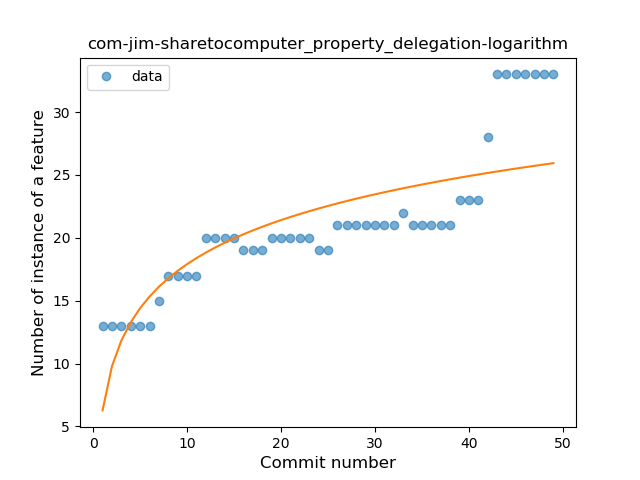 com-jim-sharetocomputer_property_delegation-logarithm
data
Number of instance of a feature
30
25
20
15
10
5
0 10 20 30 40 50
Commit number